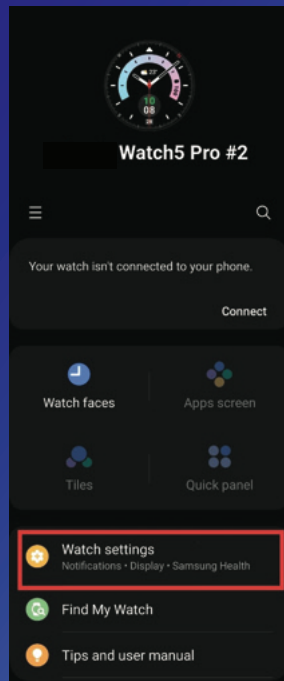 Watch5 Pro #2
Your watch isn't connected to your phone.
Connect
Watch faces
Apps screen
Tiles
Quick panel
Watch settings
Notifications • Display • Samsung Health
Find My Watch
Tips and user manual